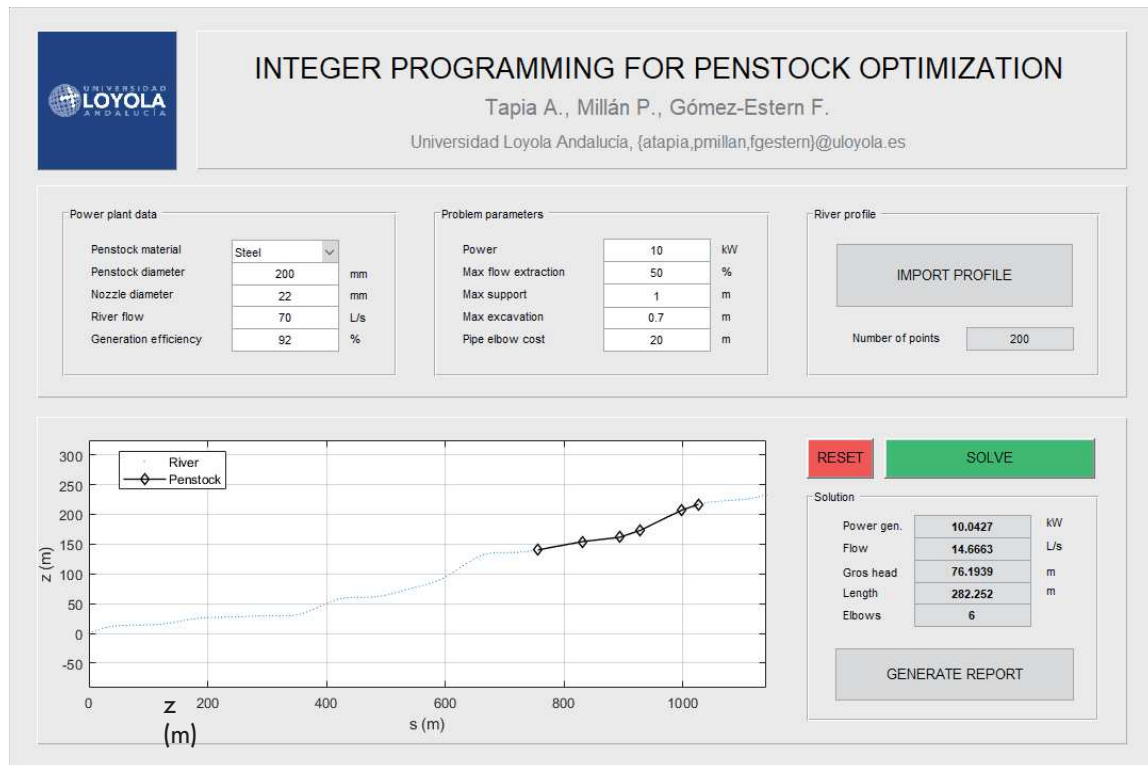 UNIVERSIDAD
LOYOLA
ANDALUCÍA
INTEGER PROGRAMMING FOR PENSTOCK OPTIMIZATION
Tapia A., Millán P., Gómez-Estern F.
Universidad Loyola Andalucía, {atapia,pmillan,fgestern}@uloyola.es
Power plant data
Penstock material Steel
Penstock diameter 200 mm
Nozzle diameter 22 mm
River flow 70 L/s
Generation efficiency 92 %
Problem parameters
Power 10 kW
Max flow extraction 50 %
Max support 1 m
Max excavation 0.7 m
Pipe elbow cost 20 m
River profile
IMPORT PROFILE
Number of points 200
300
250
200
150
100
50
0
-50
z (m)
River
Penstock
0 200 400 600 800 1000
s (m)
z
(m)
RESET
SOLVE
Solution
Power gen. 10.0427 kW
Flow 14.6663 L/s
Gros head 76.1939 m
Length 282.252 m
Elbows 6
GENERATE REPORT